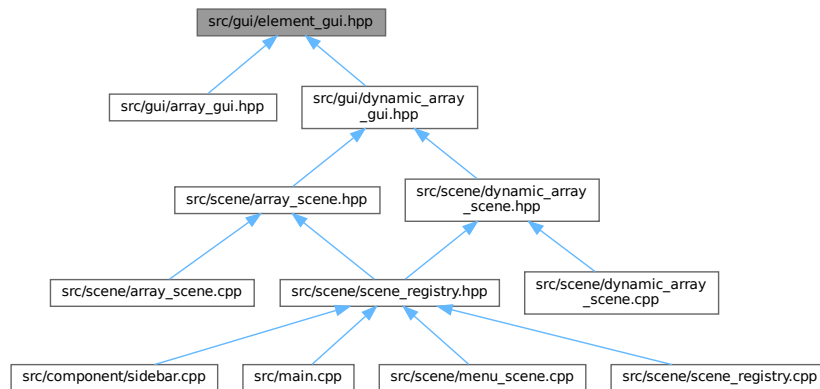 src/gui/element_gui.hpp
src/gui/array_gui.hpp
src/gui/dynamic_array
_gui.hpp
src/scene/array_scene.hpp
src/scene/dynamic_array
_scene.hpp
src/scene/array_scene.cpp
src/scene/scene_registry.hpp
src/scene/dynamic_array
_scene.cpp
src/component/sidebar.cpp
src/main.cpp
src/scene/menu_scene.cpp
src/scene/scene_registry.cpp